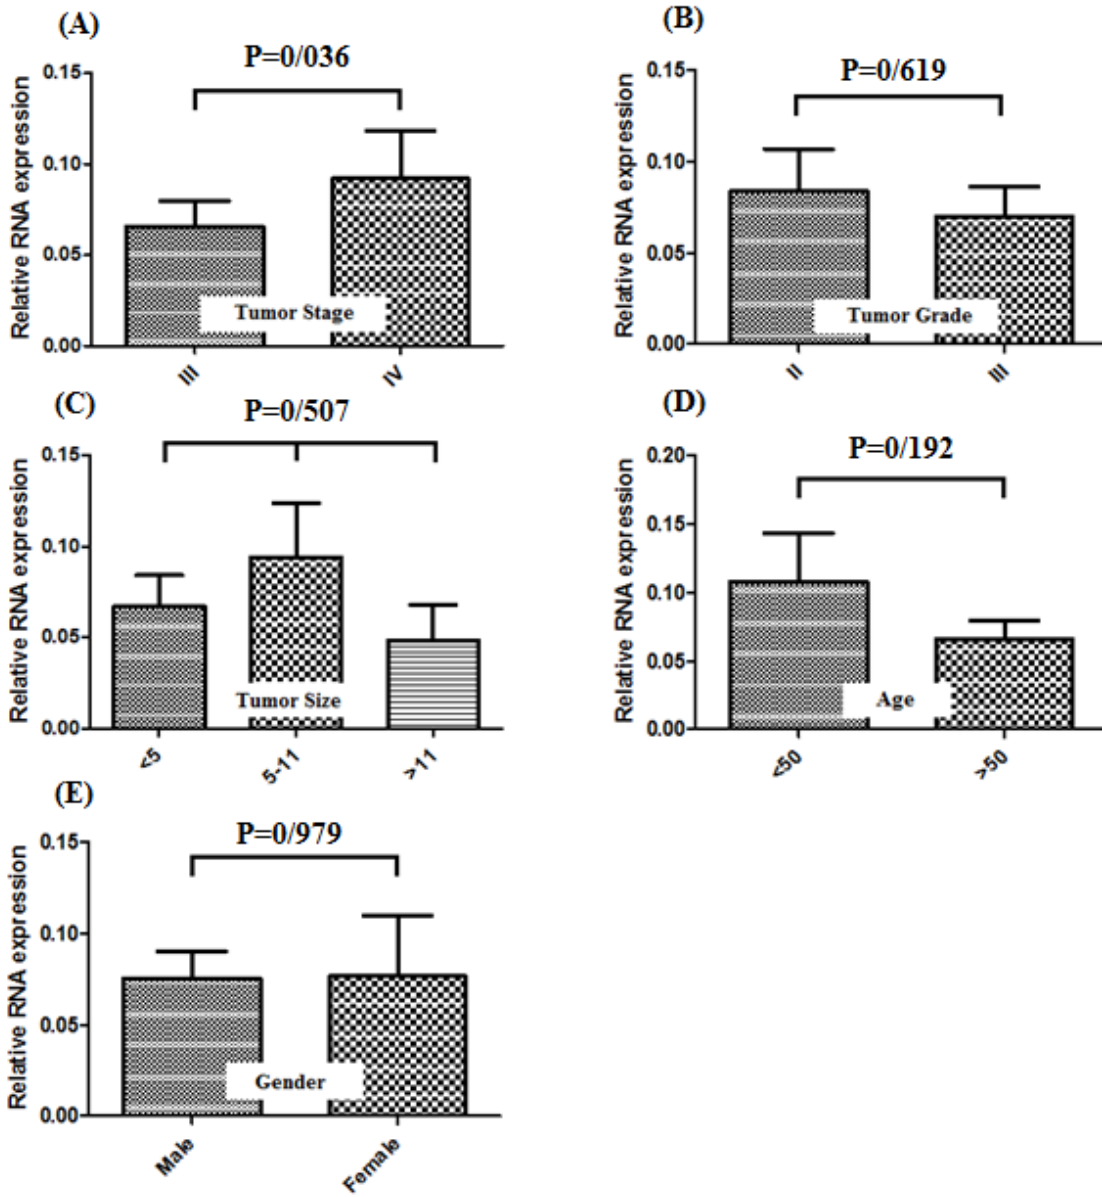 (A)
P=0/036
Relative RNA expression
0.15
0.10
0.05
0.00
Tumor Stage
III
IV
(B)
P=0/619
Relative RNA expression
0.15
0.10
0.05
0.00
Tumor Grade
II
III
(C)
P=0/507
Relative RNA expression
0.15
0.10
0.05
0.00
Tumor Size
<5
5-11
>11
(D)
P=0/192
Relative RNA expression
0.20
0.15
0.10
0.05
0.00
Age
<50
>50
(E)
P=0/979
Relative RNA expression
0.15
0.10
0.05
0.00
Gender
Male
Female